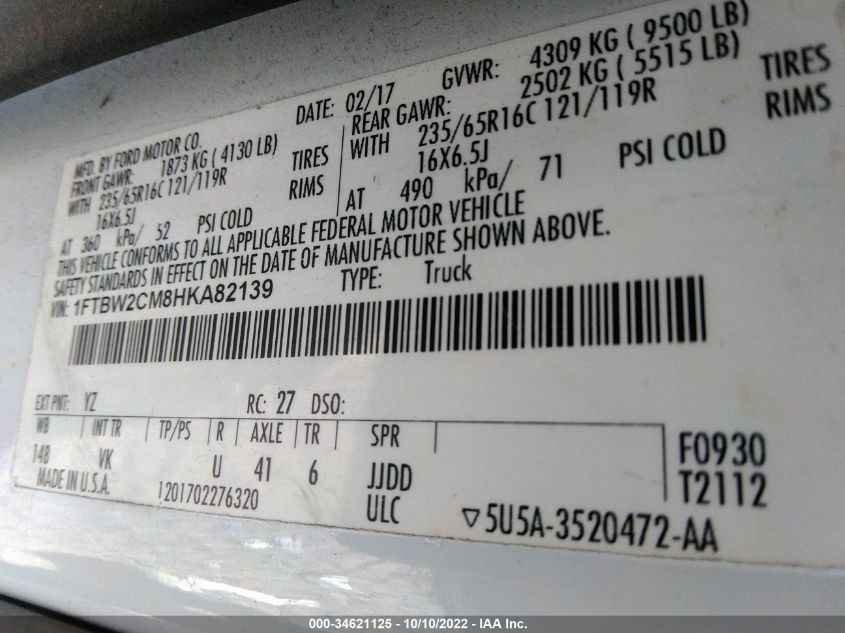 MFD. BY FORD MOTOR CO. DATE: 02/17 GVWR: 4309 KG ( 9500 LB)
FRONT GAWR: 1873 KG ( 4130 LB) REAR GAWR: 2502 KG ( 5515 LB)
WITH 235/65R16C 121/119R TIRES WITH 235/65R16C 121/119R TIRES
16X6.5J RIMS 16X6.5J RIMS
AT 360 kPa/ 52 PSI COLD AT 490 kPa/ 71 PSI COLD
THIS VEHICLE CONFORMS TO ALL APPLICABLE FEDERAL MOTOR VEHICLE
SAFETY STANDARDS IN EFFECT ON THE DATE OF MANUFACTURE SHOWN ABOVE.
VIN: 1FTBW2CM8HKA82139 TYPE: Truck
EXT PNT: YZ RC: 27 DSO:
WB INT TR TP/PS R AXLE TR SPR F0930
148 VK U 41 6 JJDD T2112
MADE IN U.S.A. 1201702276320 ULC ▽5U5A-3520472-AA
000-34621125 - 10/10/2022 - IAA Inc.